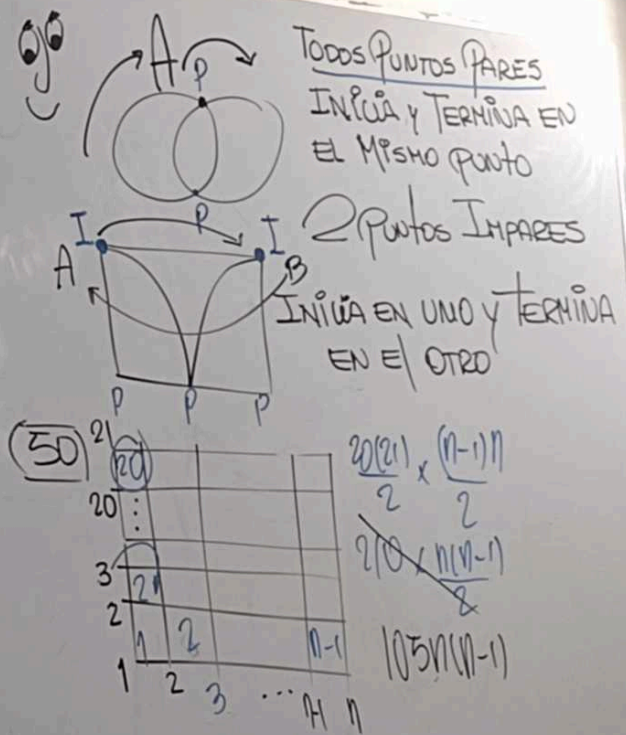 A
P
P
TODOS PUNTOS PARES
INICIA Y TERMINA EN
EL MISMO PUNTO
I I
A
B
P P P
2 PUNTOS IMPARES
INICIA EN UNO Y TERMINA
EN El OTRO
50
21
20
20
⋮
3
2
2
1 2 n-1
1 2 3 ... n-1 n
20(21)/2 x (n-1)n/2
210 x n(n-1)/2
105n(n-1)